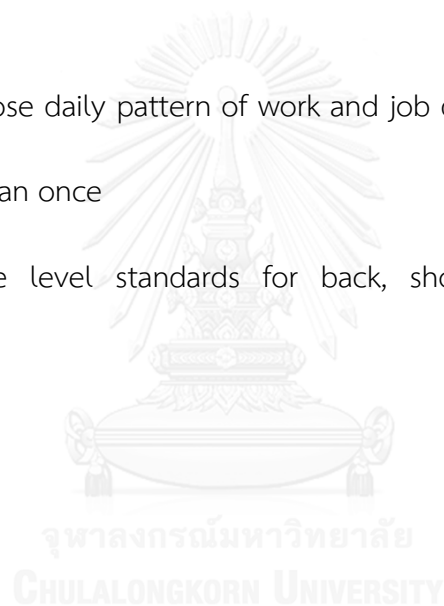 ose daily pattern of work and job
an once
e level standards for back, sho
จุฬาลงกรณ์มหาวิทยาลัย
CHULALONGKORN UNIVERSITY